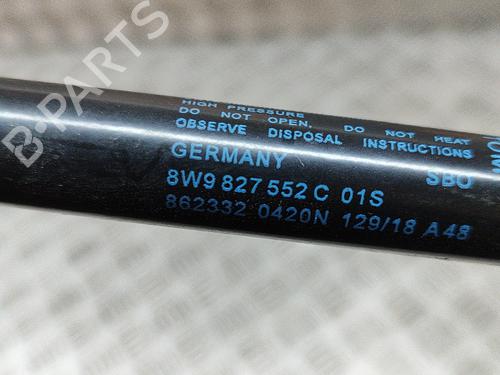 B-PARTS
HIGH PRESSURE
DO NOT OPEN. DO NOT HEAT
OBSERVE DISPOSAL INSTRUCTIONS
GERMANY SBO
8W9 827 552 C 01S
862332 0420N 129/18 A48